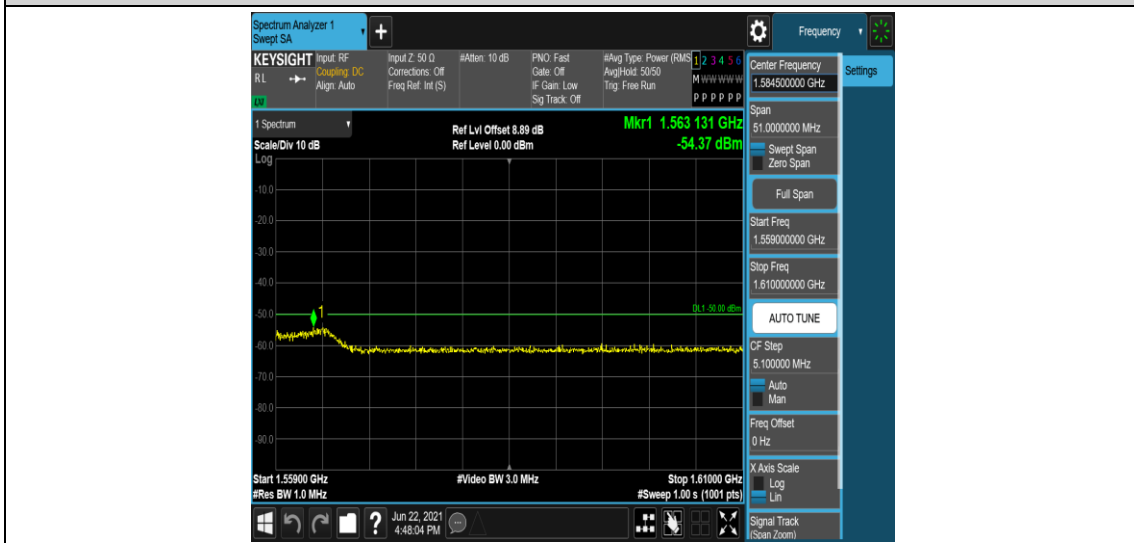 Spectrum Analyzer 1
Swept SA
+
Frequency
KEYSIGHT
RL
LXI
Input: RF
Coupling: DC
Align: Auto
Input Z: 50 Ω
Corrections: Off
Freq Ref: Int (S)
#Atten: 10 dB
PNO: Fast
Gate: Off
IF Gain: Low
Sig Track: Off
#Avg Type: Power (RMS
Avg|Hold: 50/50
Trig: Free Run
1 2 3 4 5 6
M W W W W W
P P P P P P
Center Frequency
1.584500000 GHz
Settings
Span
51.0000000 MHz
Swept Span
Zero Span
Full Span
Start Freq
1.559000000 GHz
Stop Freq
1.610000000 GHz
AUTO TUNE
CF Step
5.100000 MHz
Auto
Man
Freq Offset
0 Hz
X Axis Scale
Log
Lin
Signal Track
(Span Zoom)
1 Spectrum
Scale/Div 10 dB
Log
Ref Lvl Offset 8.89 dB
Ref Level 0.00 dBm
Mkr1 1.563 131 GHz
-54.37 dBm
-10.0
-20.0
-30.0
-40.0
DL1 -50.00 dBm
-50.0
1
-60.0
-70.0
-80.0
-90.0
Start 1.55900 GHz
#Video BW 3.0 MHz
Stop 1.61000 GHz
#Res BW 1.0 MHz
#Sweep 1.00 s (1001 pts)
?
Jun 22, 2021
4:48:04 PM